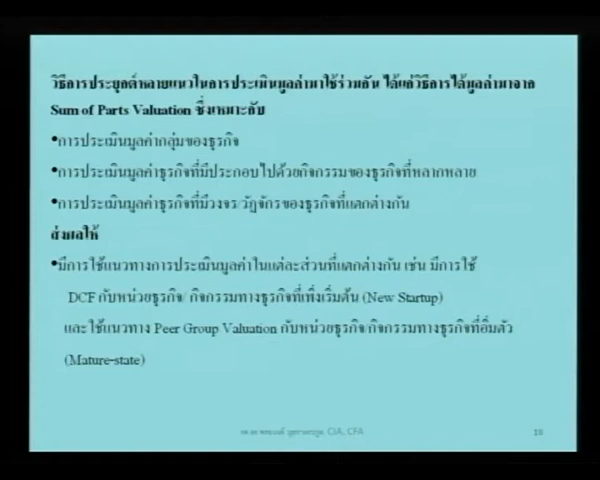 วิธีการประยุกต์หลายแนวในการประเมินมูลค่ามาใช้ร่วมกัน ได้แก่วิธีการได้มูลค่ามาจาก
Sum of Parts Valuation ซึ่งเหมาะกับ
•การประเมินมูลค่ากลุ่มของธุรกิจ
•การประเมินมูลค่าธุรกิจที่มีประกอบไปด้วยกิจกรรมของธุรกิจที่หลากหลาย
•การประเมินมูลค่าธุรกิจที่มีวงจร/วัฏจักรของธุรกิจที่แตกต่างกัน
ส่งผลให้
•มีการใช้แนวทางการประเมินมูลค่าในแต่ละส่วนที่แตกต่างกัน เช่น มีการใช้
DCF กับหน่วยธุรกิจ/ กิจกรรมทางธุรกิจที่เพิ่งเริ่มต้น (New Startup)
และใช้แนวทาง Peer Group Valuation กับหน่วยธุรกิจ/กิจกรรมทางธุรกิจที่อิ่มตัว
(Mature-state)
CIA, CFA